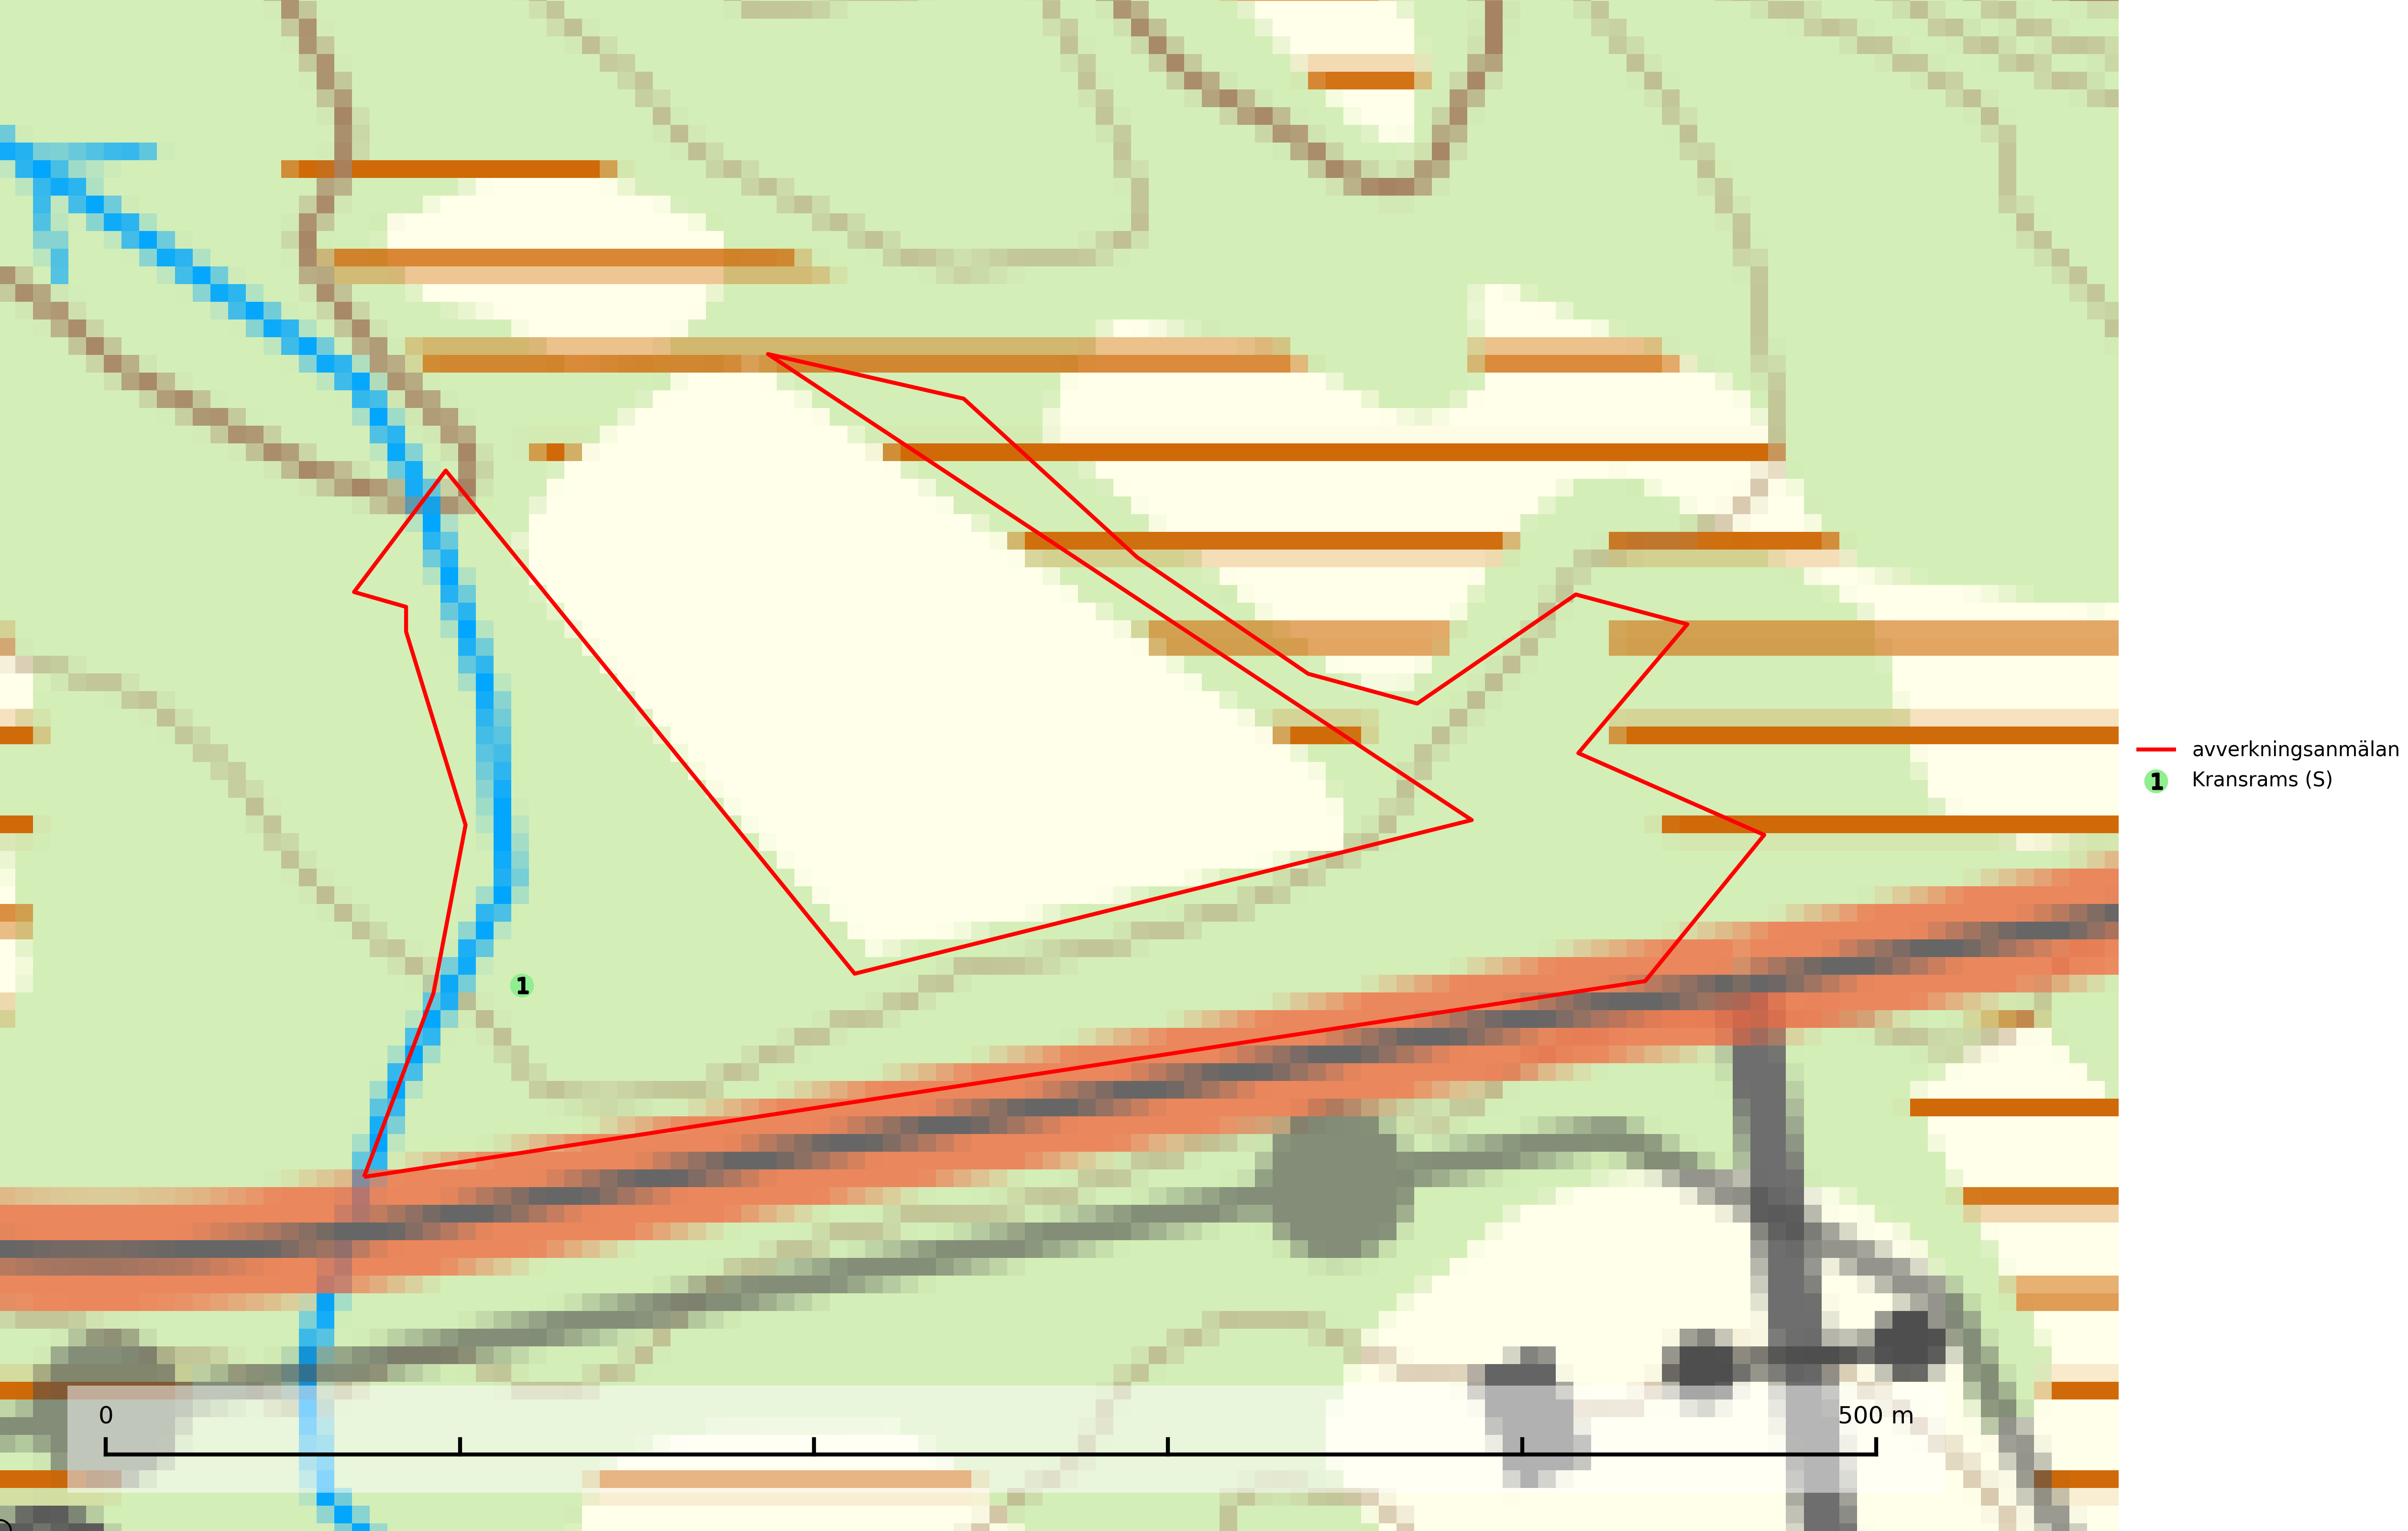 avverkningsanmälan
1 Kransrams (S)
1
0 500 m